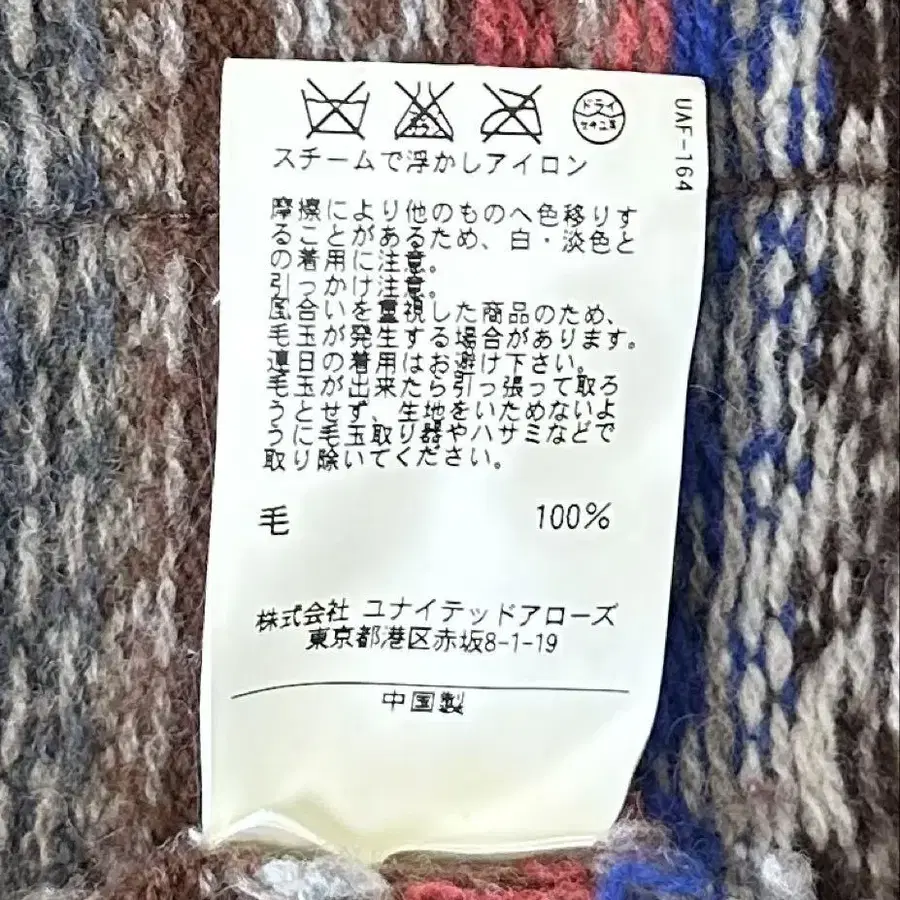 ドライ
セキユ系
UAF-164
スチームで浮かしアイロン
摩擦により他のものへ色移りす
ることがあるため、白・淡色と
の着用に注意。
引っかけ注意。
風合いを重視した商品のため、
毛玉が発生する場合があります。
連日の着用はお避け下さい。
毛玉が出来たら引っ張って取ろ
うとせず、生地をいためないよ
うに毛玉取り器やハサミなどで
取り除いてください。
毛 100%
株式会社 ユナイテッドアローズ
東京都港区赤坂8-1-19
中国製